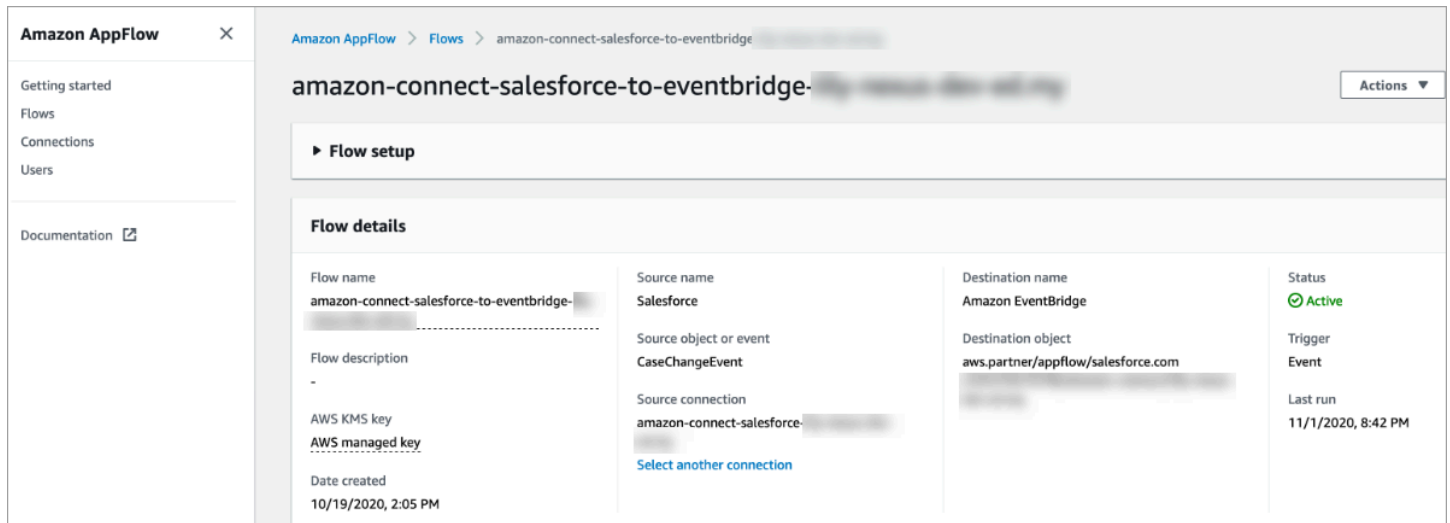 Amazon AppFlow
Getting started
Flows
Connections
Users
Documentation
Amazon AppFlow > Flows > amazon-connect-salesforce-to-eventbridge
amazon-connect-salesforce-to-eventbridge-
Actions
Flow setup
Flow details
Flow name
amazon-connect-salesforce-to-eventbridge-
Flow description
-
AWS KMS key
AWS managed key
Date created
10/19/2020, 2:05 PM
Source name
Salesforce
Source object or event
CaseChangeEvent
Source connection
amazon-connect-salesforce-
Select another connection
Destination name
Amazon EventBridge
Destination object
aws.partner/appflow/salesforce.com
Status
Active
Trigger
Event
Last run
11/1/2020, 8:42 PM